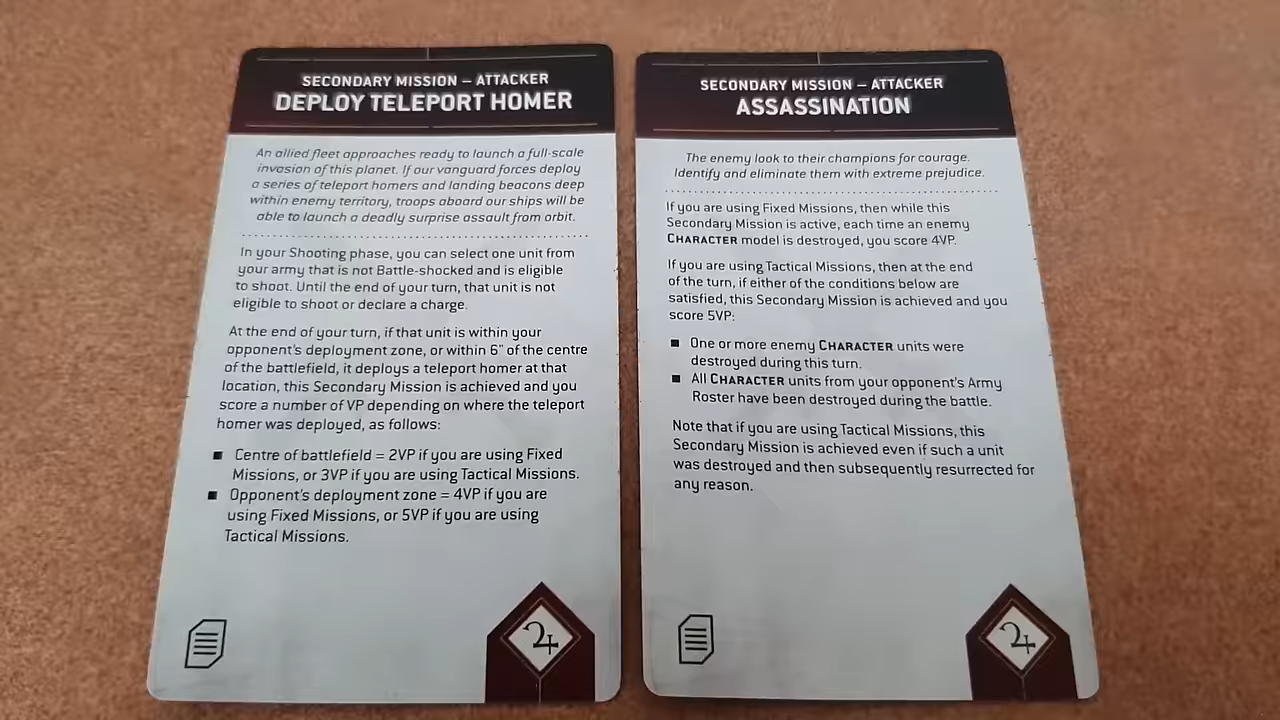 SECONDARY MISSION – ATTACKER
DEPLOY TELEPORT HOMER
An allied fleet approaches ready to launch a full-scale
invasion of this planet. If our vanguard forces deploy
a series of teleport homers and landing beacons deep
within enemy territory, troops aboard our ships will be
able to launch a deadly surprise assault from orbit.
In your Shooting phase, you can select one unit from
your army that is not Battle-shocked and is eligible
to shoot. Until the end of your turn, that unit is not
eligible to shoot or declare a charge.
At the end of your turn, if that unit is within your
opponent's deployment zone, or within 6" of the centre
of the battlefield, it deploys a teleport homer at that
location, this Secondary Mission is achieved and you
score a number of VP depending on where the teleport
homer was deployed, as follows:
■ Centre of battlefield = 2VP if you are using Fixed
Missions, or 3VP if you are using Tactical Missions.
■ Opponent's deployment zone = 4VP if you are
using Fixed Missions, or 5VP if you are using
Tactical Missions.
SECONDARY MISSION – ATTACKER
ASSASSINATION
The enemy look to their champions for courage.
Identify and eliminate them with extreme prejudice.
If you are using Fixed Missions, then while this
Secondary Mission is active, each time an enemy
CHARACTER model is destroyed, you score 4VP.
If you are using Tactical Missions, then at the end
of the turn, if either of the conditions below are
satisfied, this Secondary Mission is achieved and you
score 5VP:
■ One or more enemy CHARACTER units were
destroyed during this turn.
■ All CHARACTER units from your opponent's Army
Roster have been destroyed during the battle.
Note that if you are using Tactical Missions, this
Secondary Mission is achieved even if such a unit
was destroyed and then subsequently resurrected for
any reason.